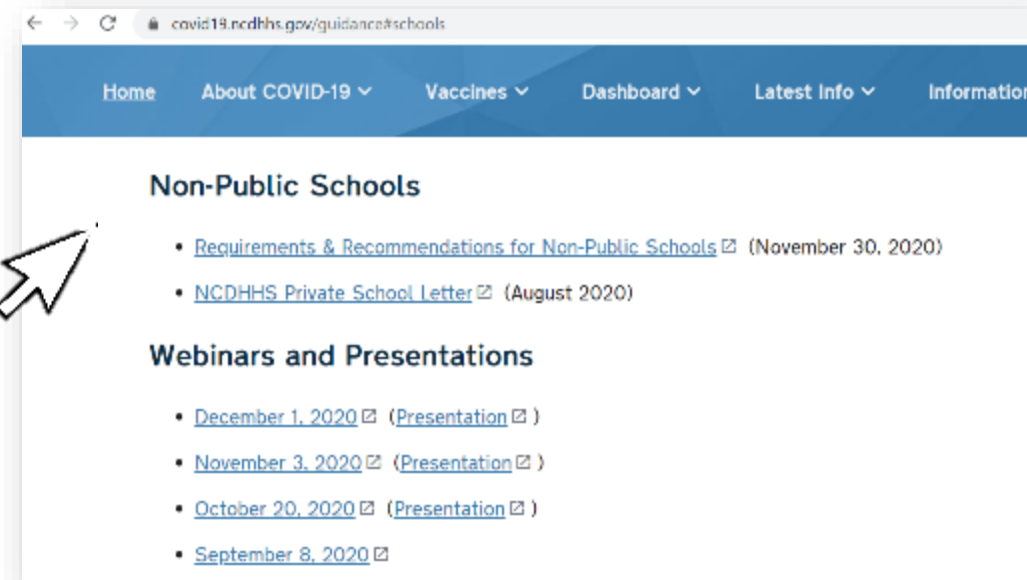 covid19.ncdhhs.gov/guidance#schools
Home About COVID-19 Vaccines Dashboard Latest Info Information
Non-Public Schools
• Requirements & Recommendations for Non-Public Schools (November 30, 2020)
• NCDHHS Private School Letter (August 2020)
Webinars and Presentations
• December 1, 2020 (Presentation )
• November 3, 2020 (Presentation )
• October 20, 2020 (Presentation )
• September 8, 2020